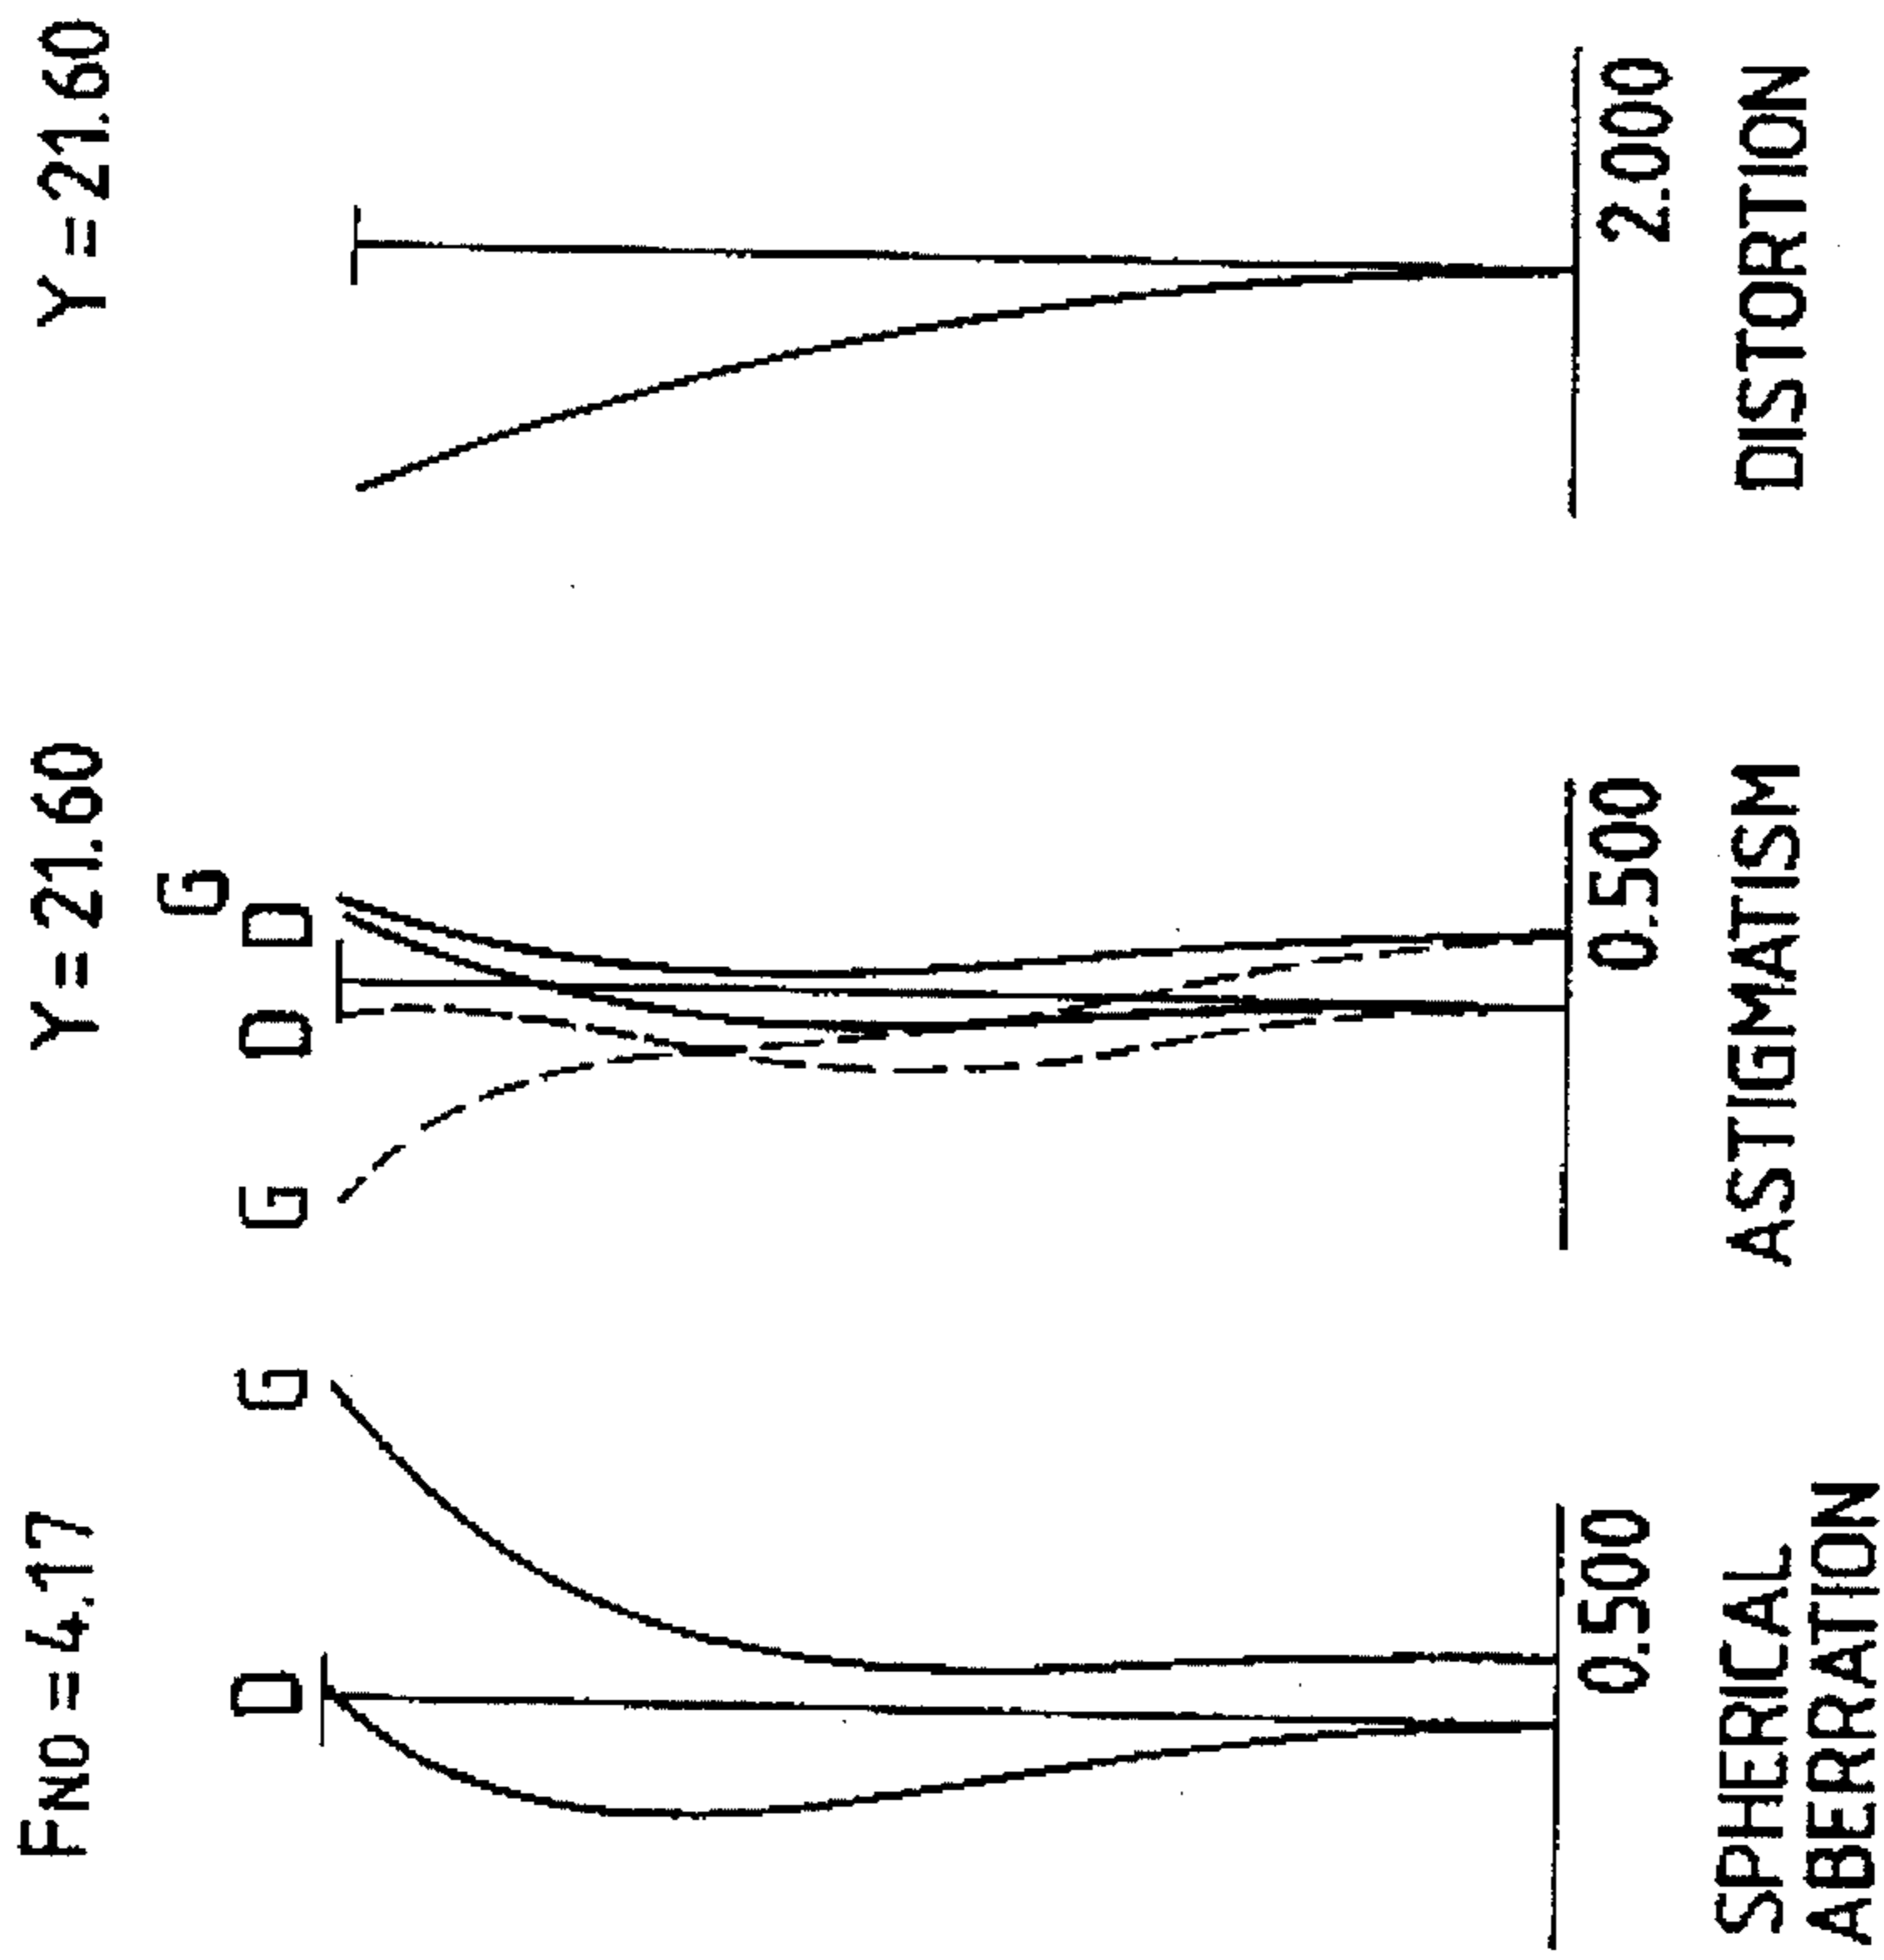 FNO = 4.17
D
G
0.500
SPHERICAL
ABERRATION
Y = 21.60
G
D
D
G
0.500
ASTIGMATISM
Y = 21.60
2.000
DISTORTION